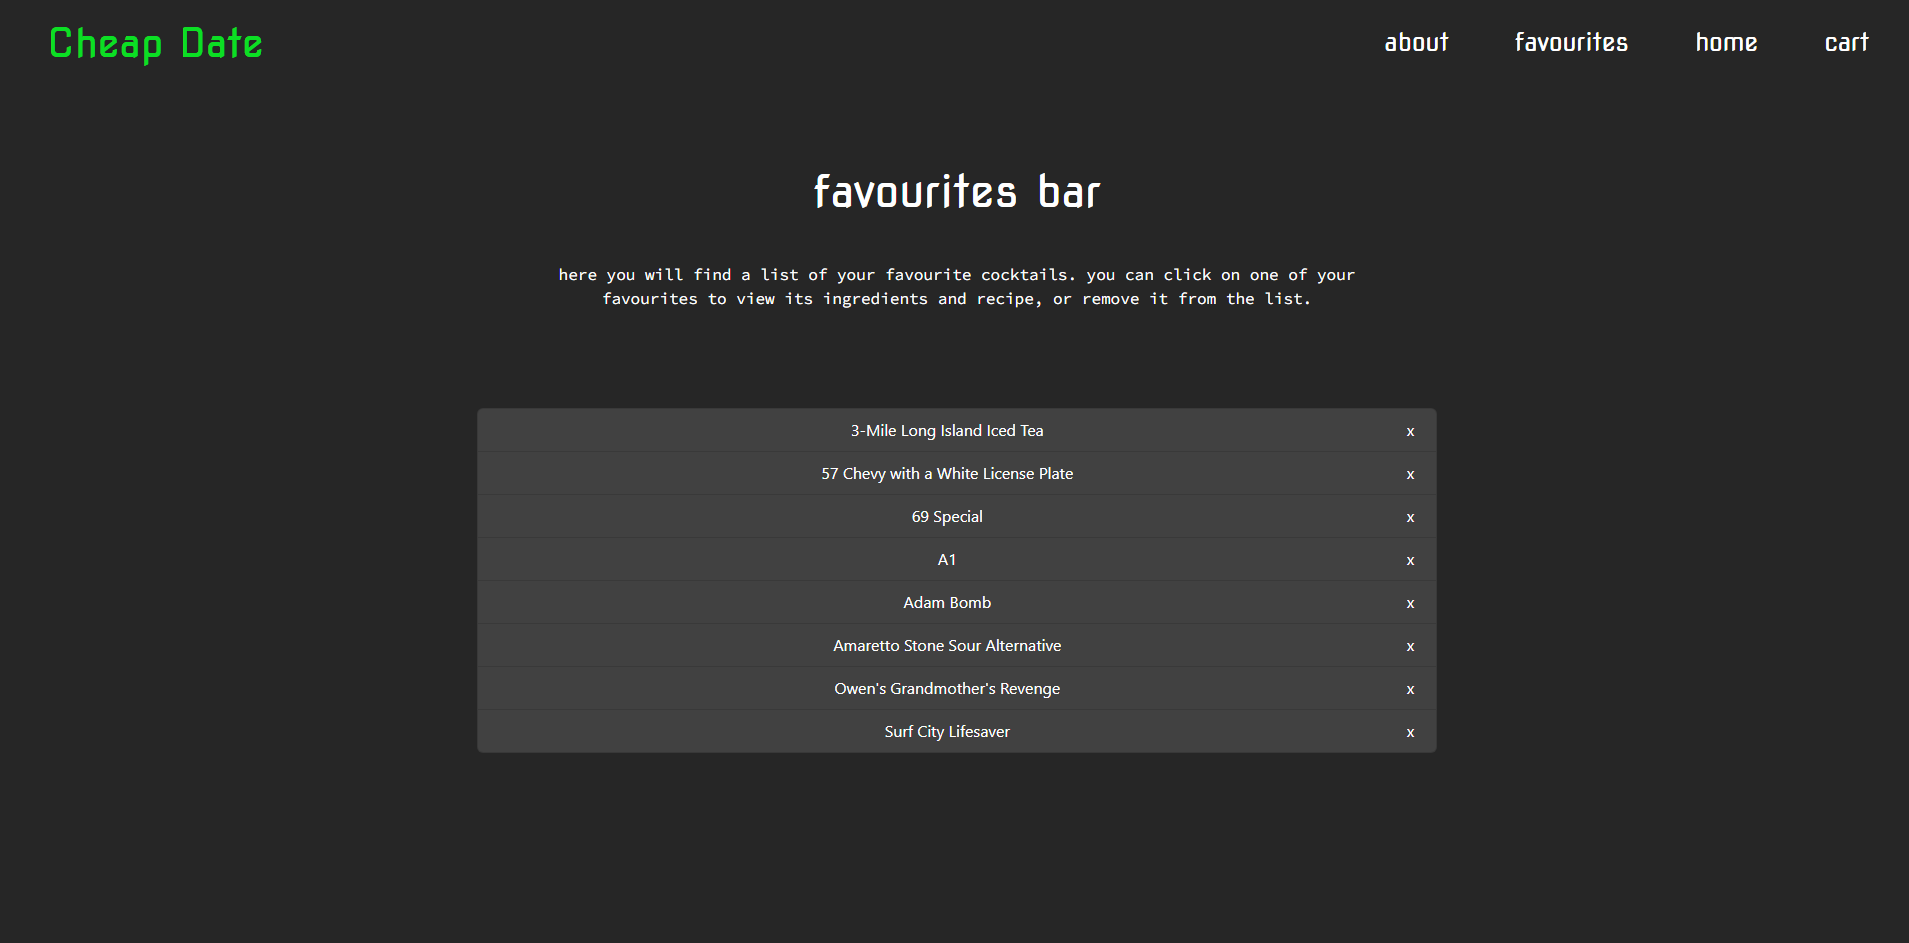 Cheap Date
about favourites home cart
favourites bar
here you will find a list of your favourite cocktails. you can click on one of your
favourites to view its ingredients and recipe, or remove it from the list.
3-Mile Long Island Iced Tea x
57 Chevy with a White License Plate x
69 Special x
A1 x
Adam Bomb x
Amaretto Stone Sour Alternative x
Owen's Grandmother's Revenge x
Surf City Lifesaver x